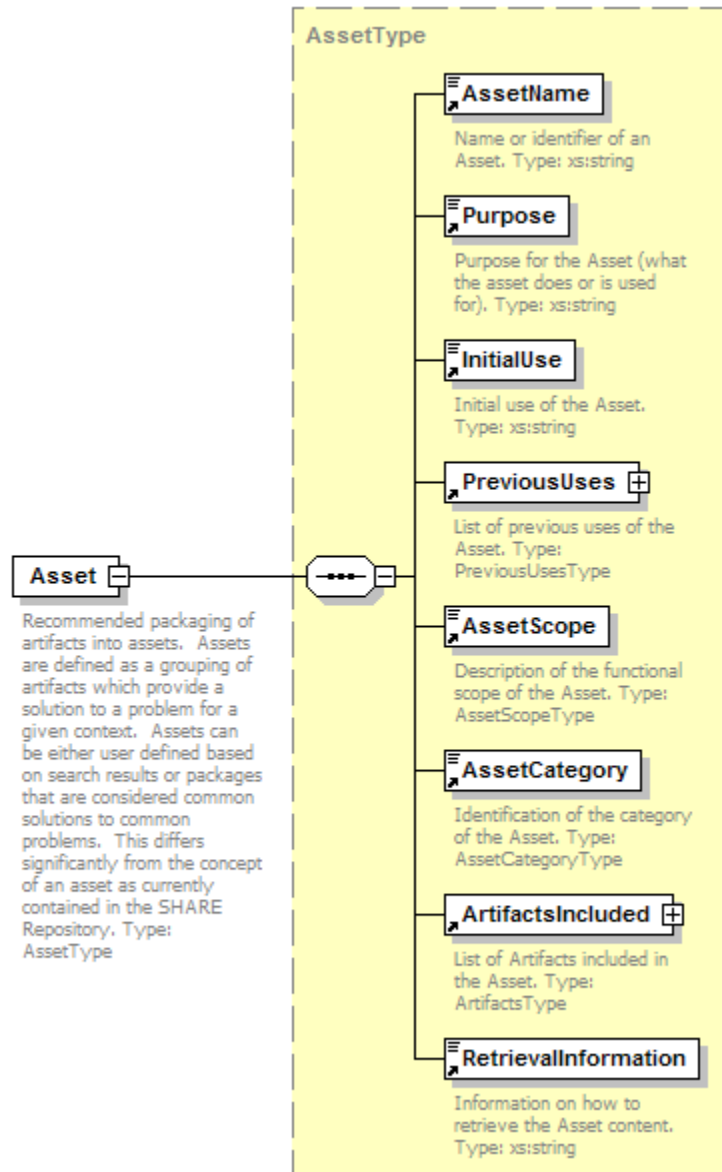 AssetType
AssetName
Name or identifier of an
Asset. Type: xs:string
Purpose
Purpose for the Asset (what
the asset does or is used
for). Type: xs:string
InitialUse
Initial use of the Asset.
Type: xs:string
PreviousUses
List of previous uses of the
Asset. Type:
PreviousUsesType
Asset
Recommended packaging of
artifacts into assets.  Assets
are defined as a grouping of
artifacts which provide a
solution to a problem for a
given context.  Assets can
be either user defined based
on search results or packages
that are considered common
solutions to common
problems.  This differs
significantly from the concept
of an asset as currently
contained in the SHARE
Repository. Type:
AssetType
AssetScope
Description of the functional
scope of the Asset. Type:
AssetScopeType
AssetCategory
Identification of the category
of the Asset. Type:
AssetCategoryType
ArtifactsIncluded
List of Artifacts included in
the Asset. Type:
ArtifactsType
RetrievalInformation
Information on how to
retrieve the Asset content.
Type: xs:string